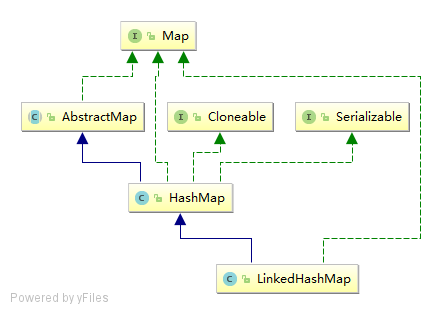 I Map
C AbstractMap
I Cloneable
I Serializable
C HashMap
C LinkedHashMap
Powered by yFiles